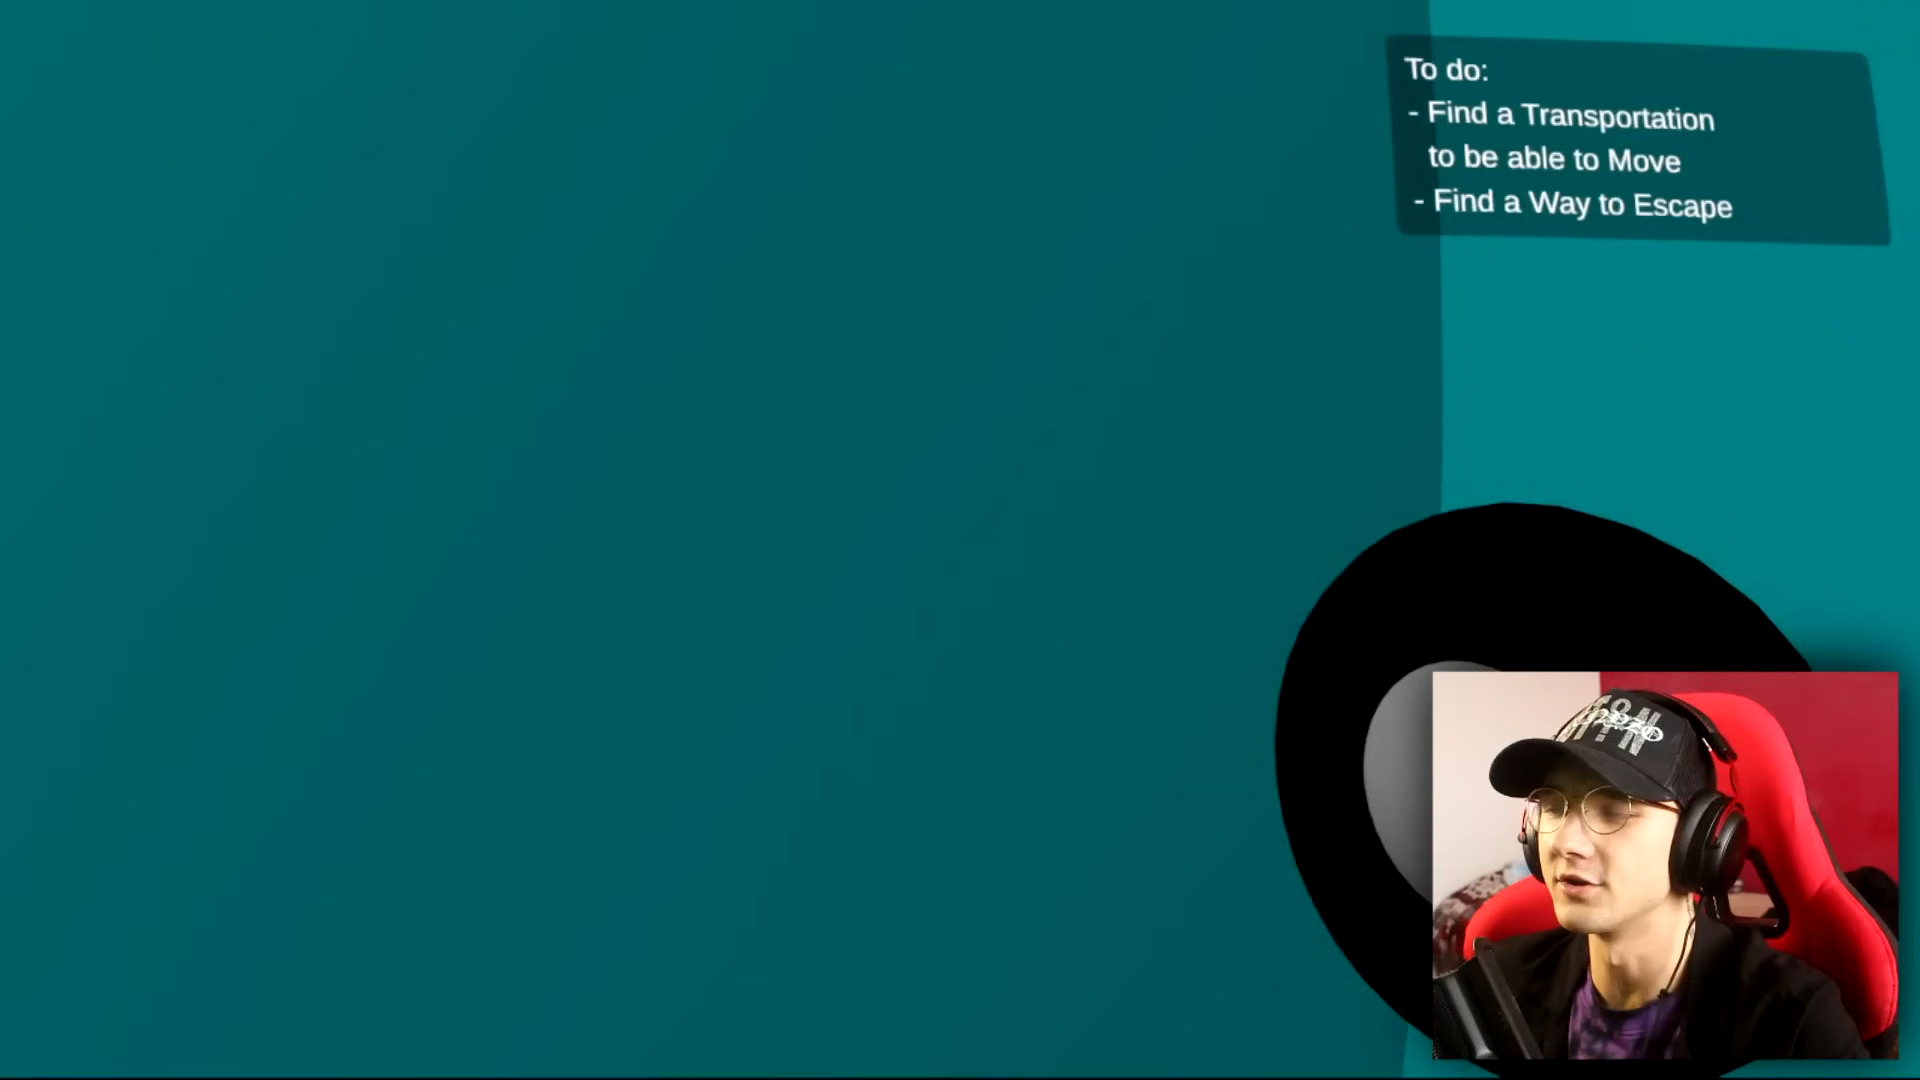 To do:
- Find a Transportation
to be able to Move
- Find a Way to Escape